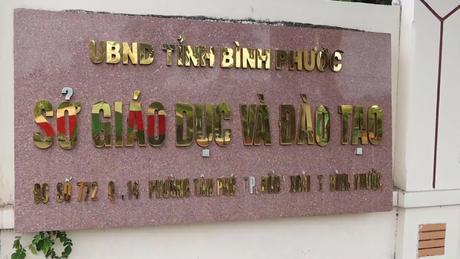 UBND TỈNH BÌNH PHƯỚC
SỞ GIÁO DỤC VÀ ĐÀO TẠO
SỐ 772 Q 14 PHƯỜNG TÂN PHÚ TP. XOÀI T. BÌNH PHƯỚC